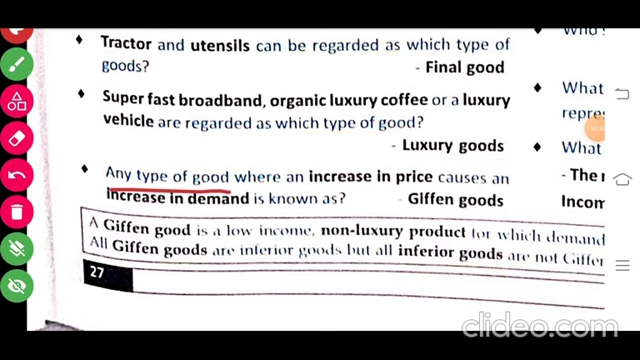 Who's
Tractor and utensils can be regarded as which type of
goods? - Final good
Super fast broadband, organic luxury coffee or a luxury
vehicle are regarded as which type of good?
- Luxury goods
What
repres
Any type of good where an increase in price causes an
increase in demand is known as? - Giffen goods
What
- The
Incom
A Giffen good is a low income, non-luxury product for which demand
All Giffen goods are inferior goods but all inferior goods are not Giffer
27
clideo.com